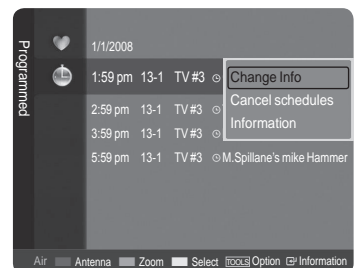 Programmed
1/1/2008
1:59 pm 13-1 TV #3
Change Info
Cancel schedules
Information
2:59 pm 13-1 TV #3
3:59 pm 13-1 TV #3
5:59 pm 13-1 TV #3 M.Spillane's mike Hammer
Air Antenna Zoom Select TOOLS Option Information